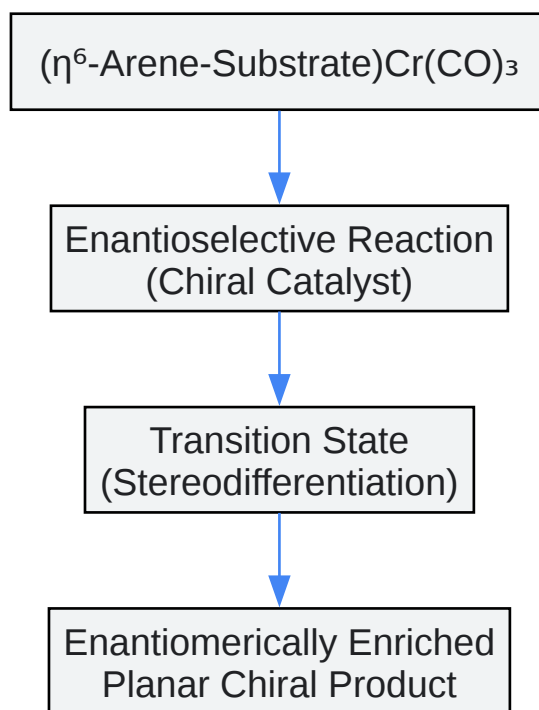 (η⁶-Arene-Substrate)Cr(CO)₃
Enantioselective Reaction
(Chiral Catalyst)
Transition State
(Stereodifferentiation)
Enantiomerically Enriched
Planar Chiral Product